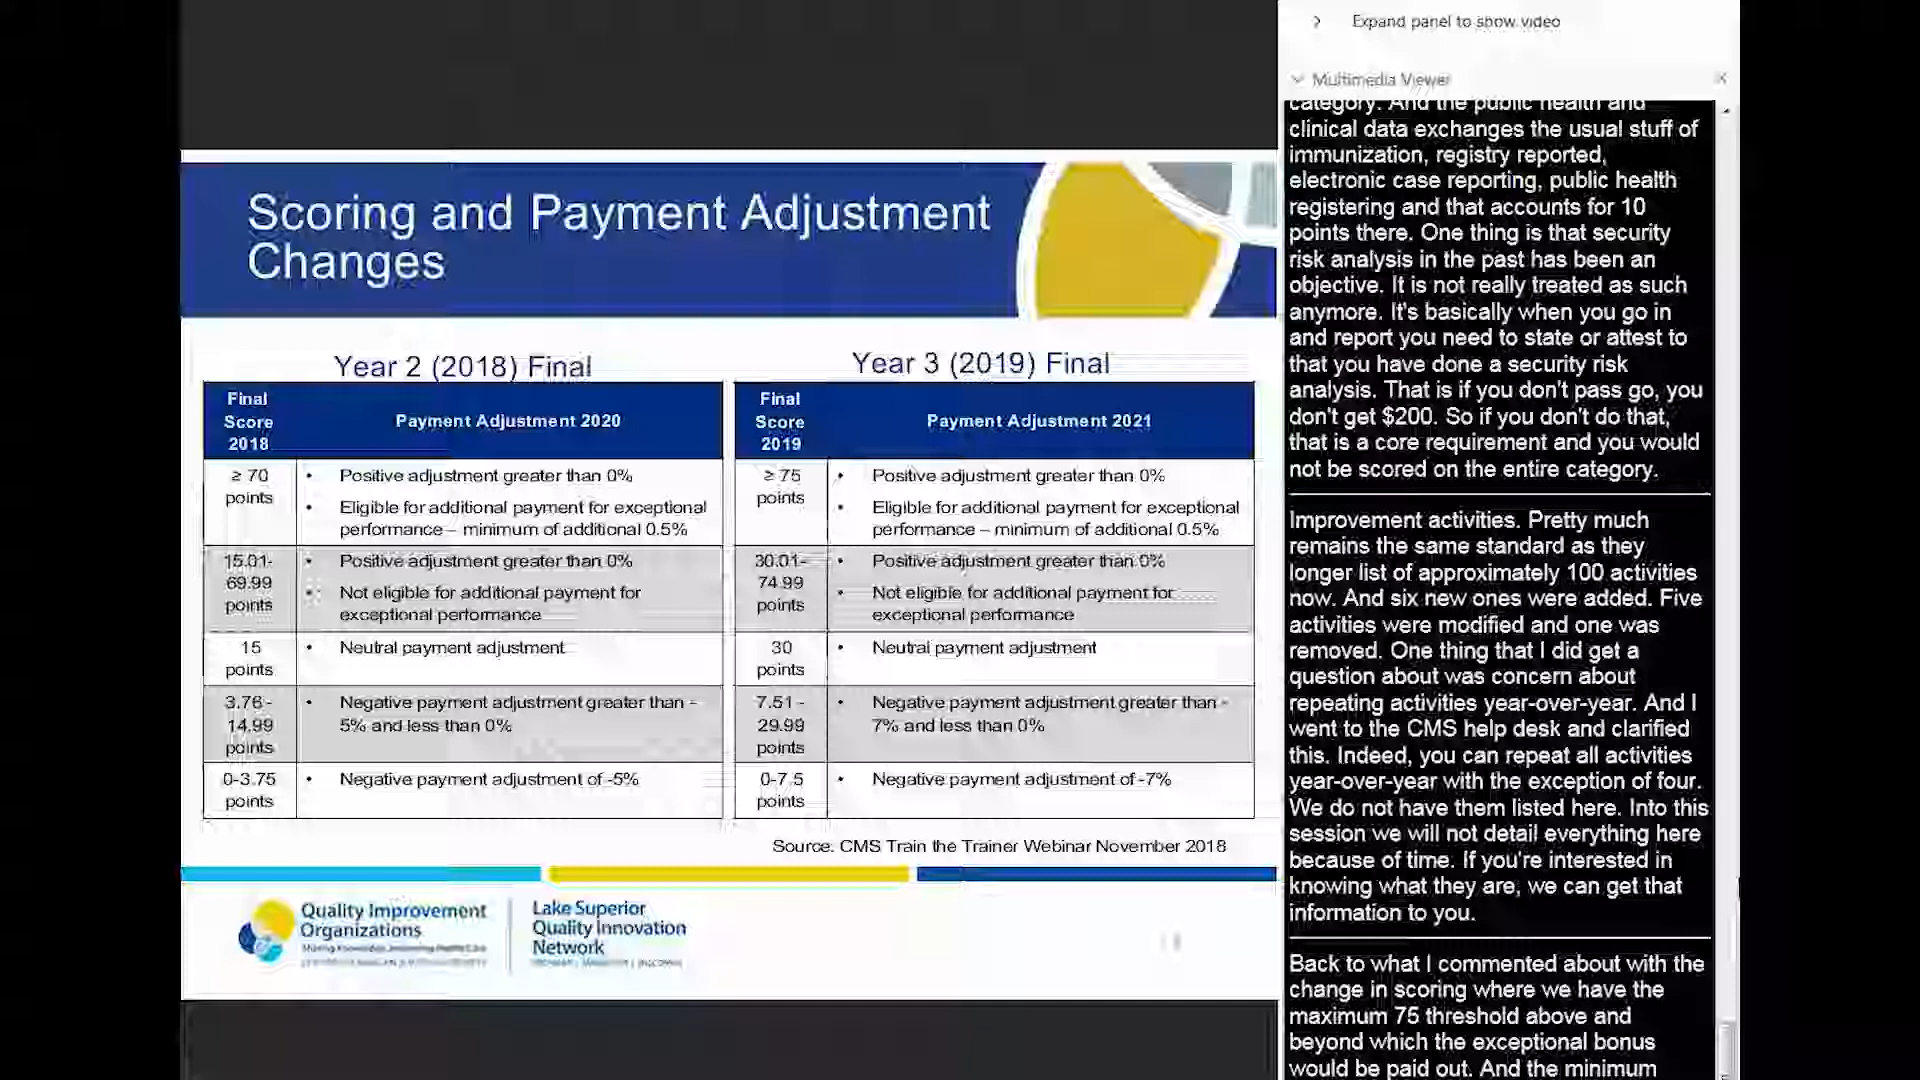 Expand panel to show video
Multimedia Viewer
Scoring and Payment Adjustment
Changes
Year 2 (2018) Final
Final
Score
2018
Payment Adjustment 2020
≥ 70
points
• Positive adjustment greater than 0%
• Eligible for additional payment for exceptional
performance – minimum of additional 0.5%
15.01-
69.99
points
• Positive adjustment greater than 0%
• Not eligible for additional payment for
exceptional performance
15
points
• Neutral payment adjustment
3.76 -
14.99
points
• Negative payment adjustment greater than -
5% and less than 0%
0-3.75
points
• Negative payment adjustment of -5%
Year 3 (2019) Final
Final
Score
2019
Payment Adjustment 2021
≥ 75
points
• Positive adjustment greater than 0%
• Eligible for additional payment for exceptional
performance – minimum of additional 0.5%
30.01-
74.99
points
• Positive adjustment greater than 0%
• Not eligible for additional payment for
exceptional performance
30
points
• Neutral payment adjustment
7.51 -
29.99
points
• Negative payment adjustment greater than -
7% and less than 0%
0-7.5
points
• Negative payment adjustment of -7%
Source: CMS Train the Trainer Webinar November 2018
Quality Improvement
Organizations
Lake Superior
Quality Innovation
Network
category. And the public health and
clinical data exchanges the usual stuff of
immunization, registry reported,
electronic case reporting, public health
registering and that accounts for 10
points there. One thing is that security
risk analysis in the past has been an
objective. It is not really treated as such
anymore. It's basically when you go in
and report you need to state or attest to
that you have done a security risk
analysis. That is if you don't pass go, you
don't get $200. So if you don't do that,
that is a core requirement and you would
not be scored on the entire category.
Improvement activities. Pretty much
remains the same standard as they
longer list of approximately 100 activities
now. And six new ones were added. Five
activities were modified and one was
removed. One thing that I did get a
question about was concern about
repeating activities year-over-year. And I
went to the CMS help desk and clarified
this. Indeed, you can repeat all activities
year-over-year with the exception of four.
We do not have them listed here. Into this
session we will not detail everything here
because of time. If you're interested in
knowing what they are, we can get that
information to you.
Back to what I commented about with the
change in scoring where we have the
maximum 75 threshold above and
beyond which the exceptional bonus
would be paid out. And the minimum